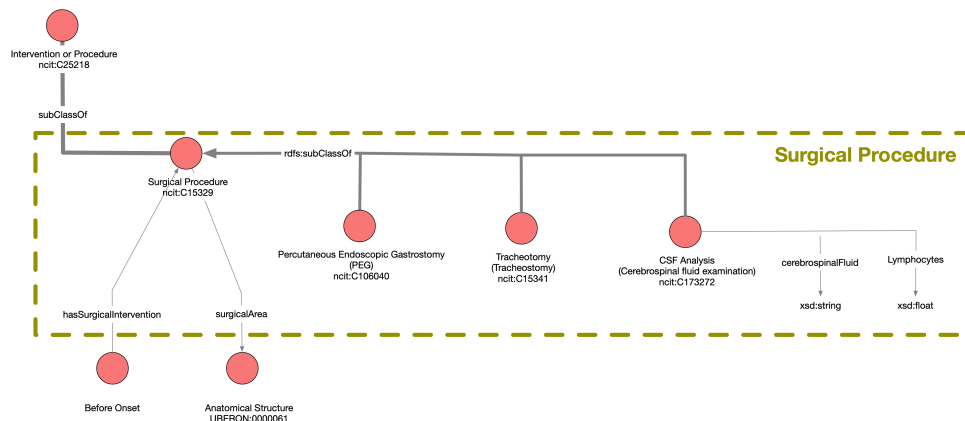 Intervention or Procedure
ncit:C25218
subClassOf
rdfs:subClassOf
Surgical Procedure
Surgical Procedure
ncit:C15329
Percutaneous Endoscopic Gastrostomy
(PEG)
ncit:C106040
Tracheotomy
(Tracheostomy)
ncit:C15341
CSF Analysis
(Cerebrospinal fluid examination)
ncit:C173272
cerebrospinalFluid
Lymphocytes
xsd:string
xsd:float
hasSurgicalIntervention
surgicalArea
Before Onset
Anatomical Structure
UBERON:0000061